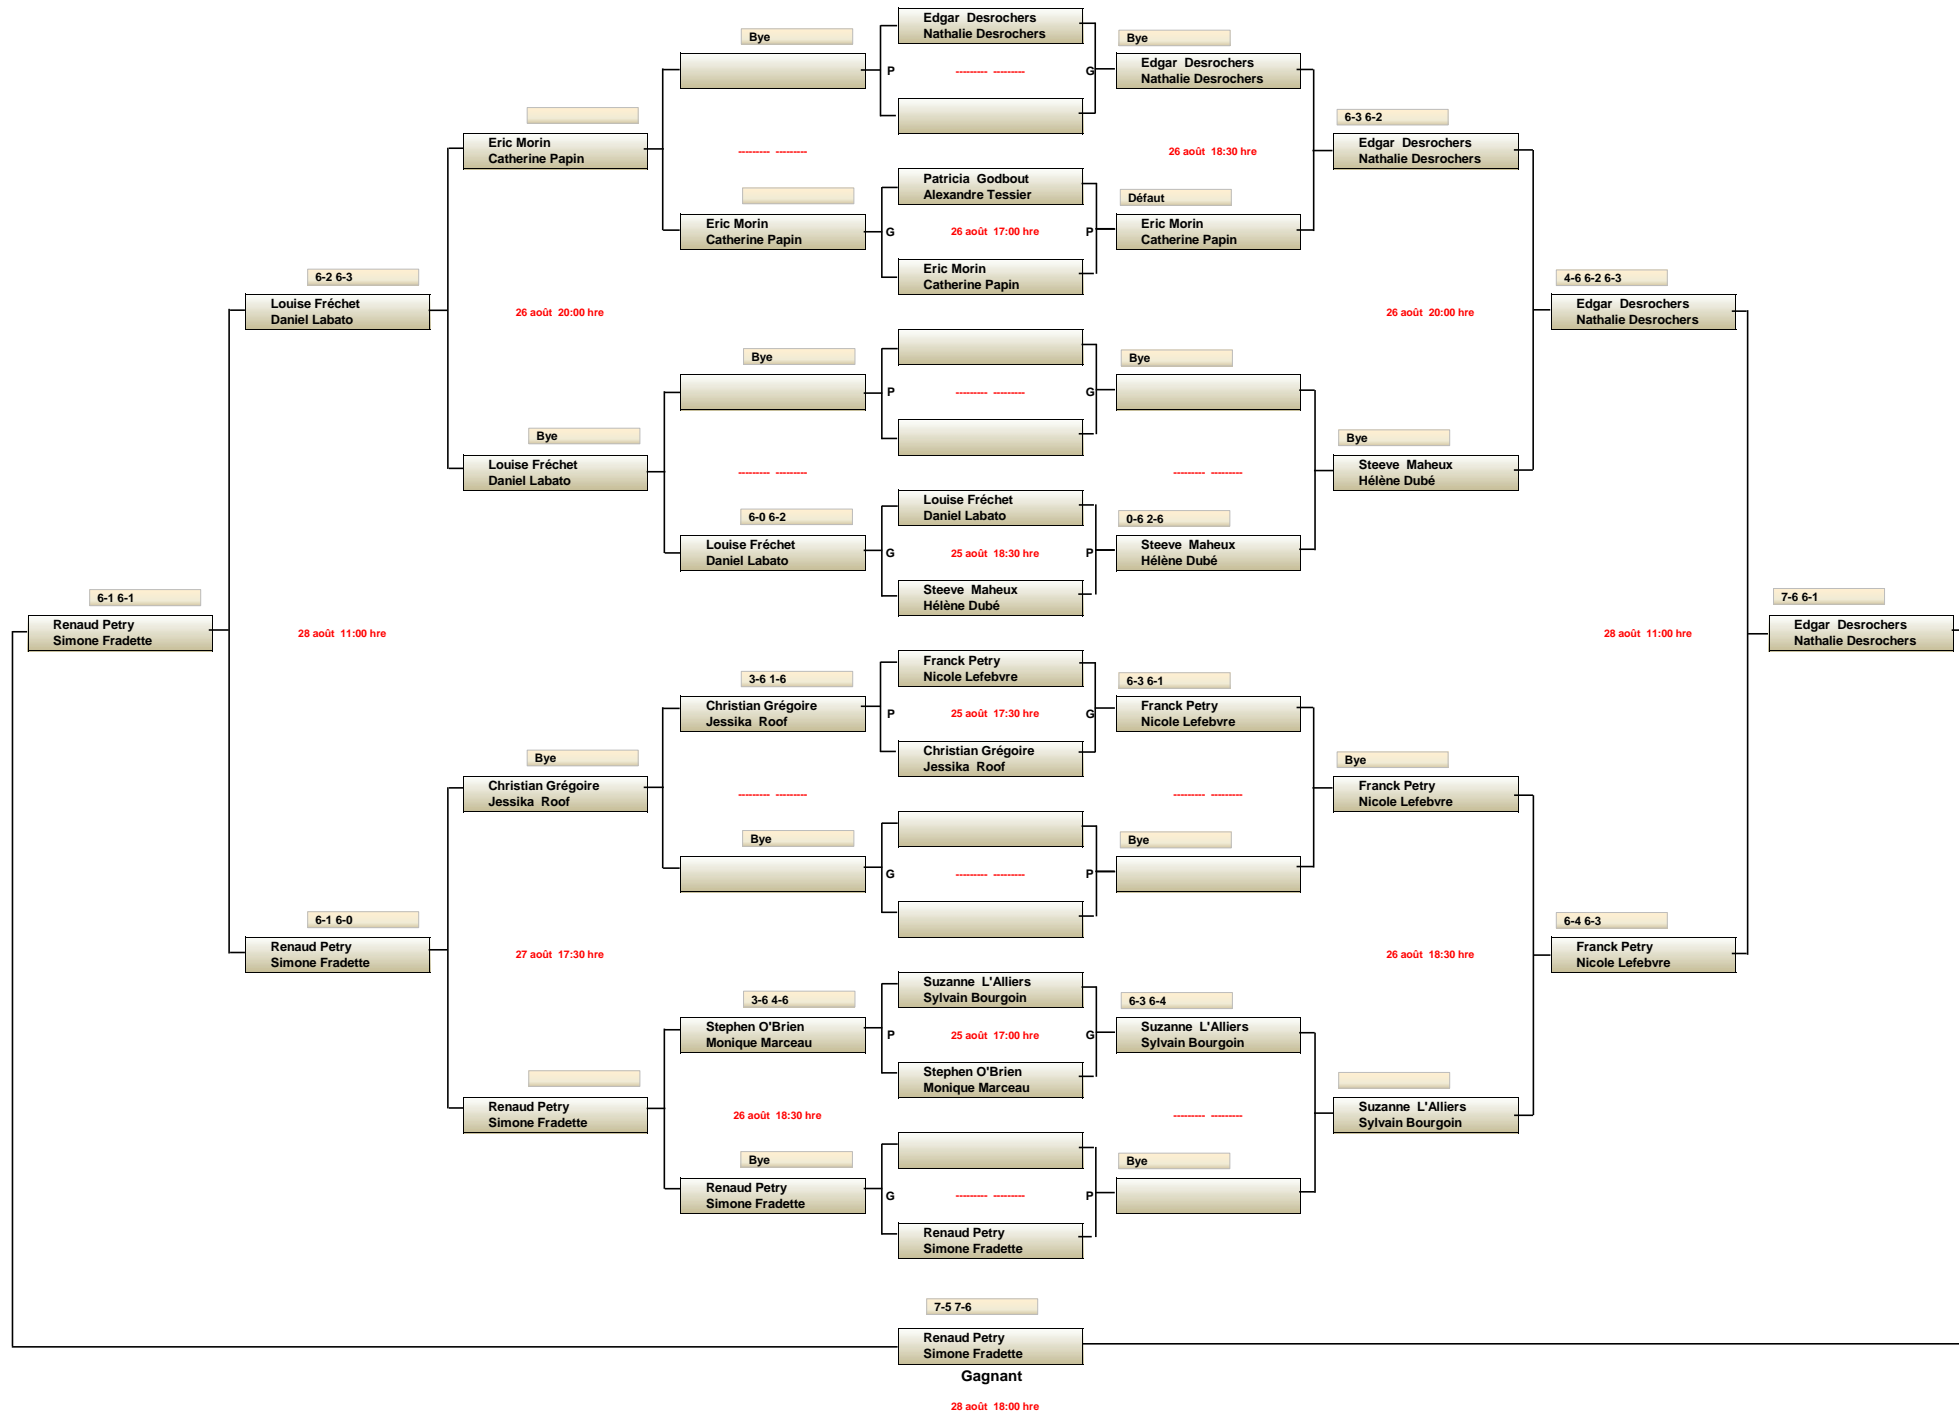 Edgar  Desrochers
Nathalie Desrochers
Bye
Bye
Edgar  Desrochers
Nathalie Desrochers
P
--------- ---------
G
6-3 6-2
Eric Morin
Catherine Papin
Edgar  Desrochers
Nathalie Desrochers
--------- ---------
26 août  18:30 hre
Patricia  Godbout
Alexandre Tessier
Défaut
Eric Morin
Catherine Papin
Eric Morin
Catherine Papin
G
26 août  17:00 hre
P
Eric Morin
Catherine Papin
6-2 6-3
4-6 6-2 6-3
Louise Fréchet
Daniel Labato
Edgar  Desrochers
Nathalie Desrochers
26 août  20:00 hre
26 août  20:00 hre
Bye
Bye
P
--------- ---------
G
Bye
Bye
Louise Fréchet
Daniel Labato
Steeve  Maheux
Hélène Dubé
--------- ---------
--------- ---------
Louise Fréchet
Daniel Labato
6-0 6-2
0-6 2-6
Louise Fréchet
Daniel Labato
Steeve  Maheux
Hélène Dubé
G
25 août  18:30 hre
P
Steeve  Maheux
Hélène Dubé
6-1 6-1
7-6 6-1
Renaud Petry
Simone Fradette
Edgar  Desrochers
Nathalie Desrochers
28 août  11:00 hre
28 août  11:00 hre
Franck Petry
Nicole Lefebvre
3-6 1-6
6-3 6-1
Christian Grégoire
Jessika  Roof
Franck Petry
Nicole Lefebvre
P
25 août  17:30 hre
G
Christian Grégoire
Jessika  Roof
Bye
Bye
Christian Grégoire
Jessika  Roof
Franck Petry
Nicole Lefebvre
--------- ---------
--------- ---------
Bye
Bye
G
--------- ---------
P
6-1 6-0
6-4 6-3
Renaud Petry
Simone Fradette
Franck Petry
Nicole Lefebvre
27 août  17:30 hre
26 août  18:30 hre
Suzanne  L'Alliers
Sylvain Bourgoin
3-6 4-6
6-3 6-4
Stephen O'Brien
Monique Marceau
Suzanne  L'Alliers
Sylvain Bourgoin
P
25 août  17:00 hre
G
Stephen O'Brien
Monique Marceau
Renaud Petry
Simone Fradette
Suzanne  L'Alliers
Sylvain Bourgoin
26 août  18:30 hre
--------- ---------
Bye
Bye
Renaud Petry
Simone Fradette
G
--------- ---------
P
Renaud Petry
Simone Fradette
7-5 7-6
Renaud Petry
Simone Fradette
Gagnant
28 août  18:00 hre